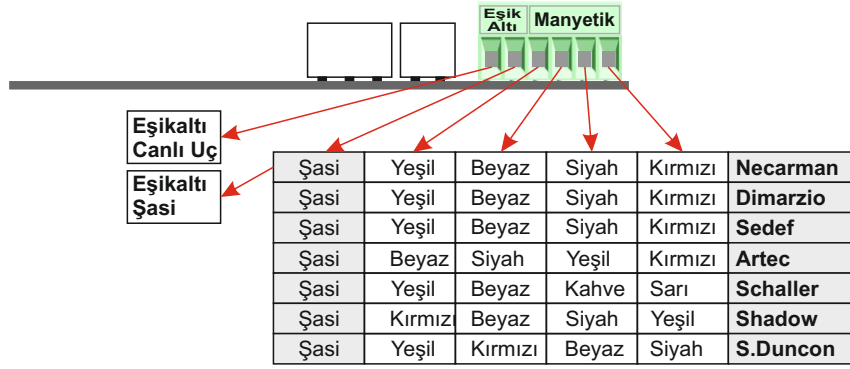 Eşik
Altı
Manyetik
Eşikaltı
Canlı Uç
Eşikaltı
Şasi
Şasi Yeşil Beyaz Siyah Kırmızı Necarman
Şasi Yeşil Beyaz Siyah Kırmızı Dimarzio
Şasi Yeşil Beyaz Siyah Kırmızı Sedef
Şasi Beyaz Siyah Yeşil Kırmızı Artec
Şasi Yeşil Beyaz Kahve Sarı Schaller
Şasi Kırmızı Beyaz Siyah Yeşil Shadow
Şasi Yeşil Kırmızı Beyaz Siyah S.Duncon